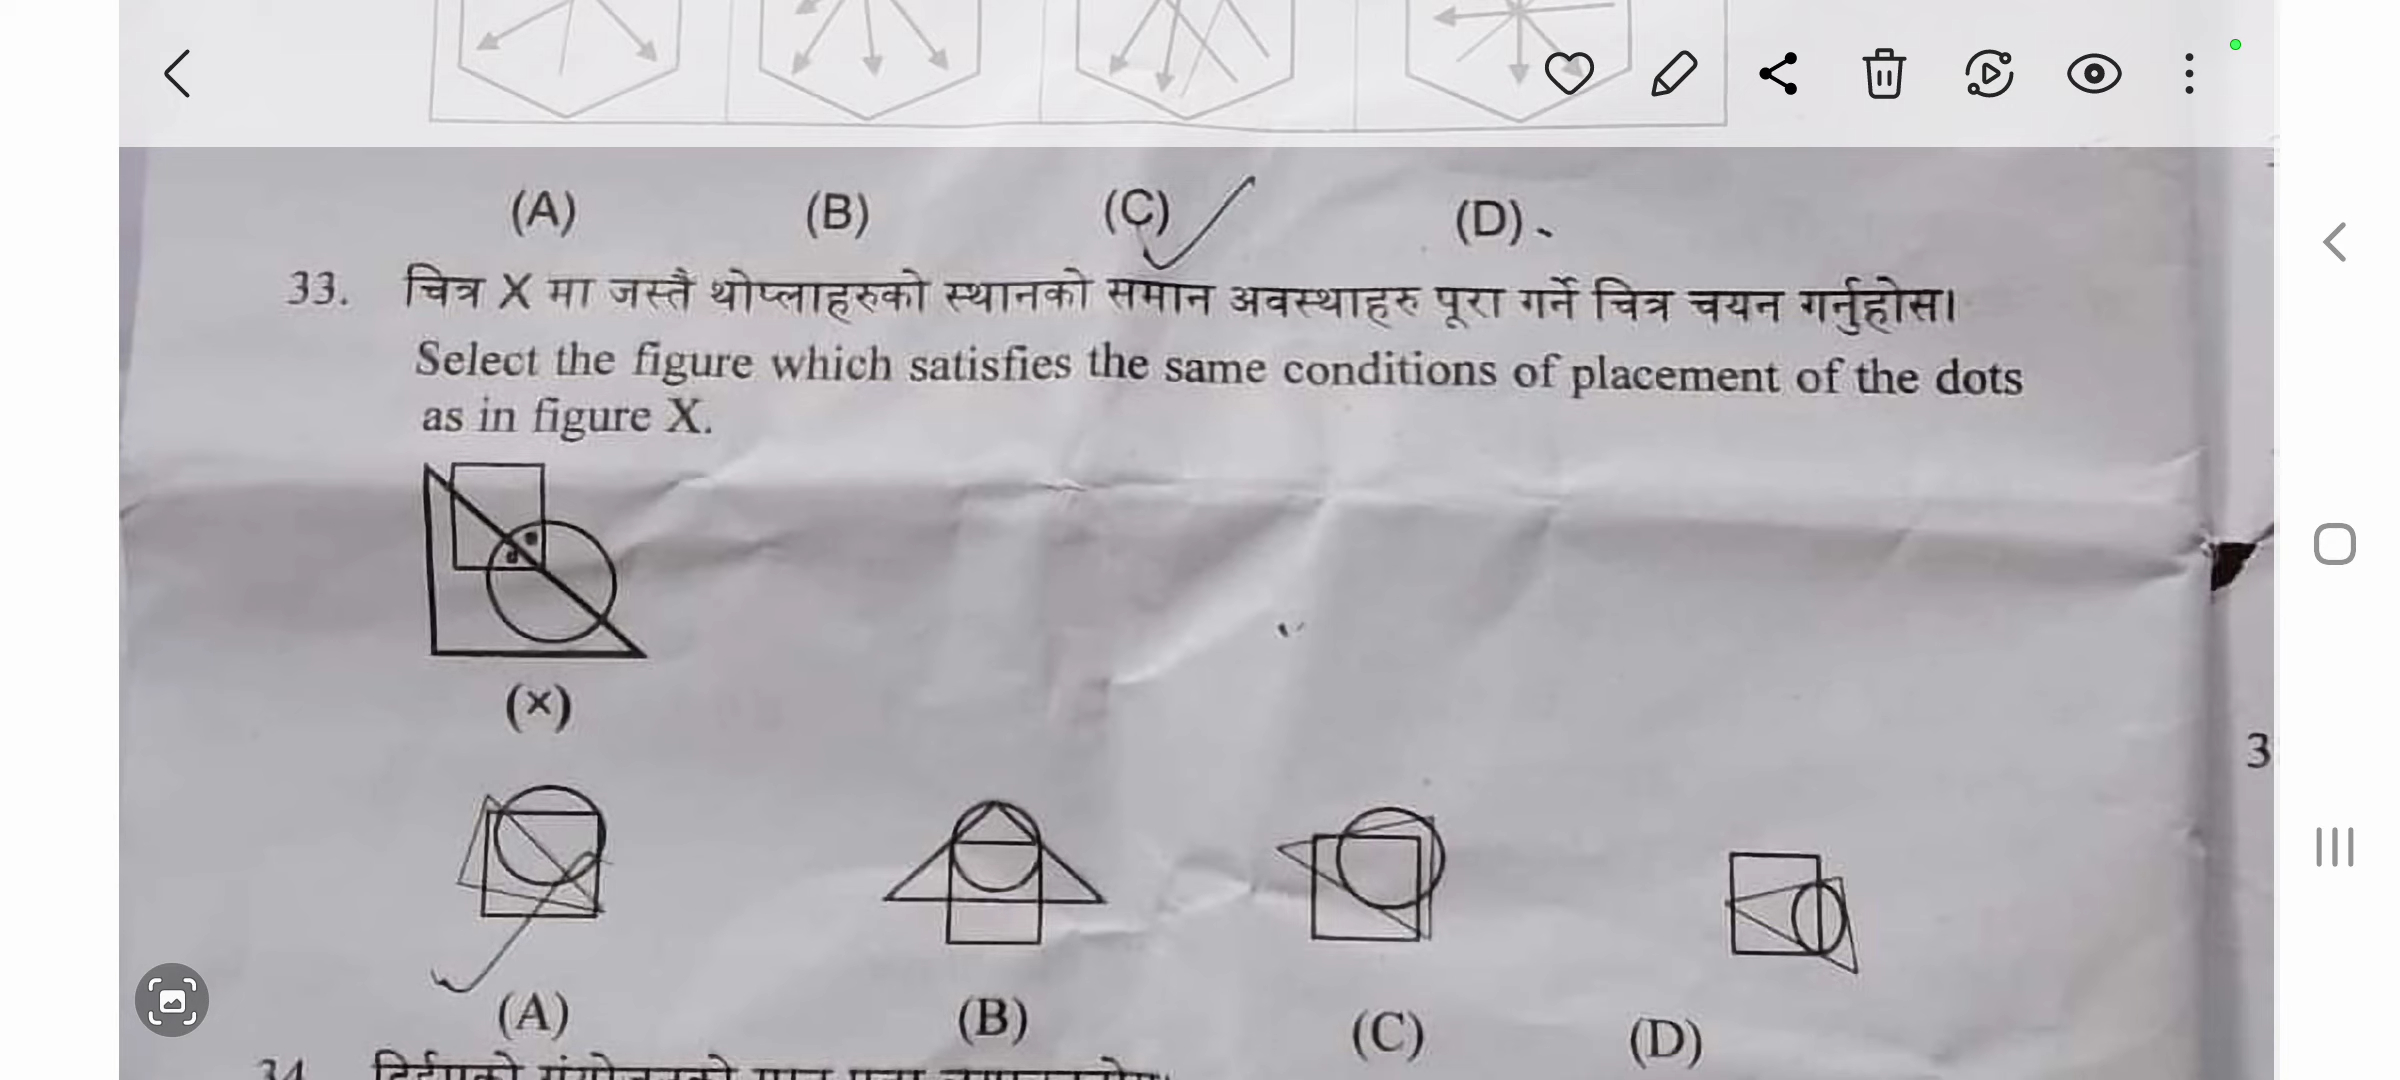 (A) (B) (C) (D)
33. चित्र X मा जस्तै थोप्लाहरुको स्थानको समान अवस्थाहरु पूरा गर्ने चित्र चयन गर्नुहोस।
Select the figure which satisfies the same conditions of placement of the dots
as in figure X.
(×)
3
(A) (B) (C) (D)
34.